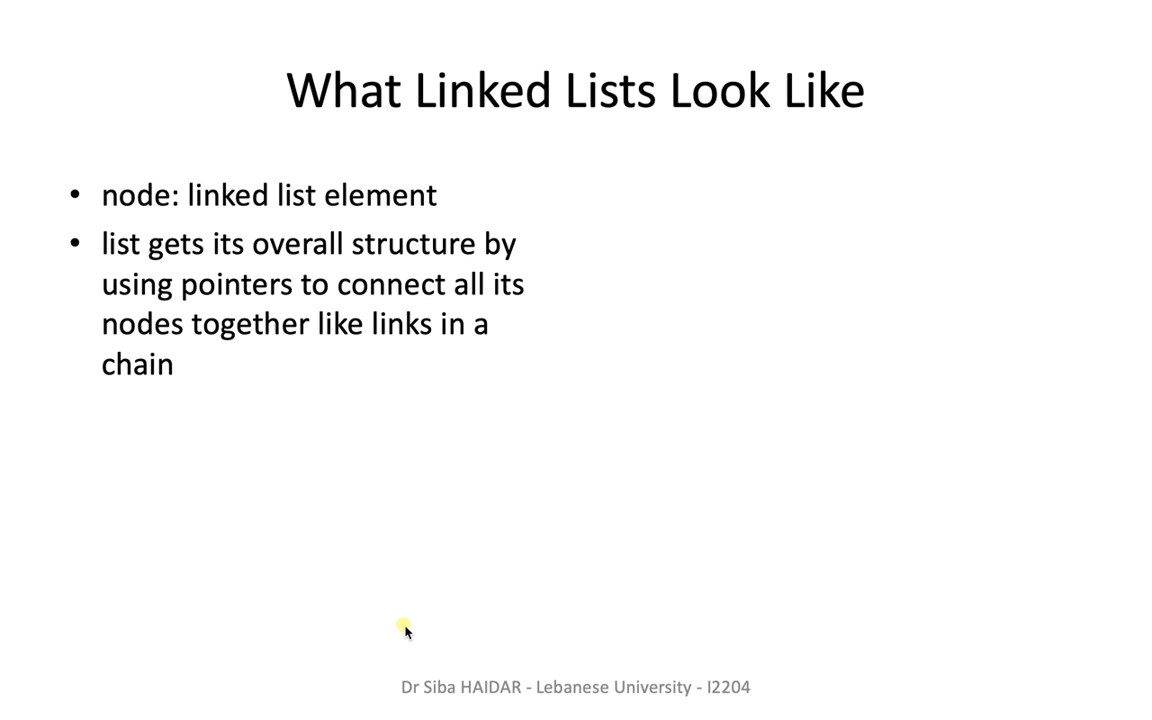 What Linked Lists Look Like
• node: linked list element
• list gets its overall structure by
using pointers to connect all its
nodes together like links in a
chain
Dr Siba HAIDAR - Lebanese University - I2204